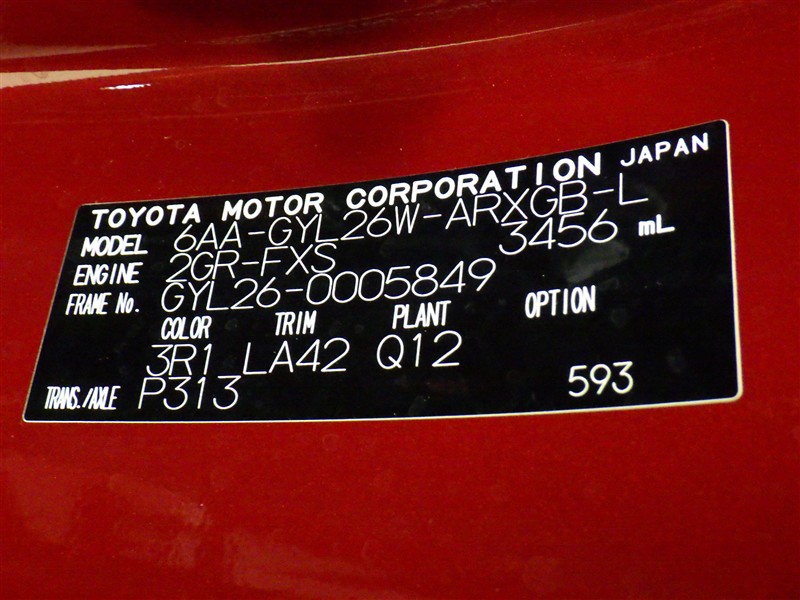 TOYOTA MOTOR CORPORATION JAPAN
MODEL 6AA-GYL26W-ARXGB-L
ENGINE 2GR-FXS 3456 mL
FRAME No. GYL26-0005849
COLOR TRIM PLANT OPTION
3R1 LA42 Q12
TRANS./AXLE P313 593